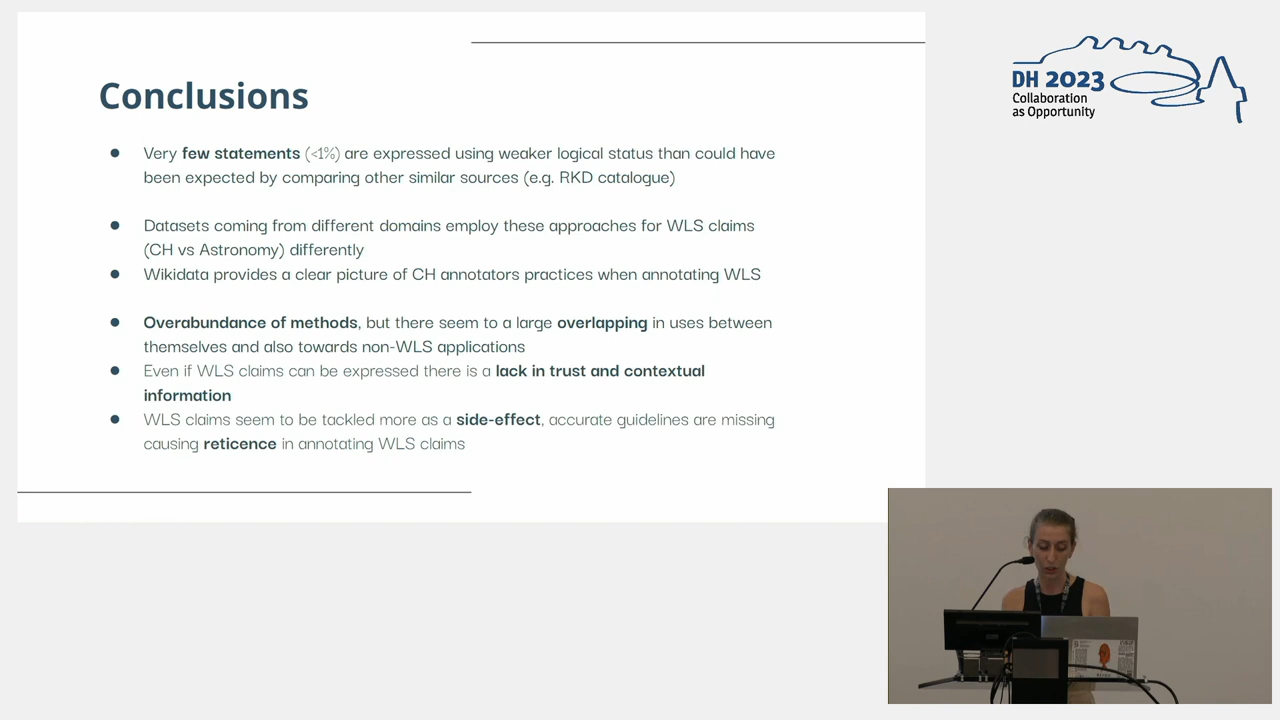 DH 2023
Collaboration
as Opportunity
Conclusions
● Very few statements (<1%) are expressed using weaker logical status than could have
been expected by comparing other similar sources (e.g. RKD catalogue)
● Datasets coming from different domains employ these approaches for WLS claims
(CH vs Astronomy) differently
● Wikidata provides a clear picture of CH annotators practices when annotating WLS
● Overabundance of methods, but there seem to a large overlapping in uses between
themselves and also towards non-WLS applications
● Even if WLS claims can be expressed there is a lack in trust and contextual
information
● WLS claims seem to be tackled more as a side-effect, accurate guidelines are missing
causing reticence in annotating WLS claims